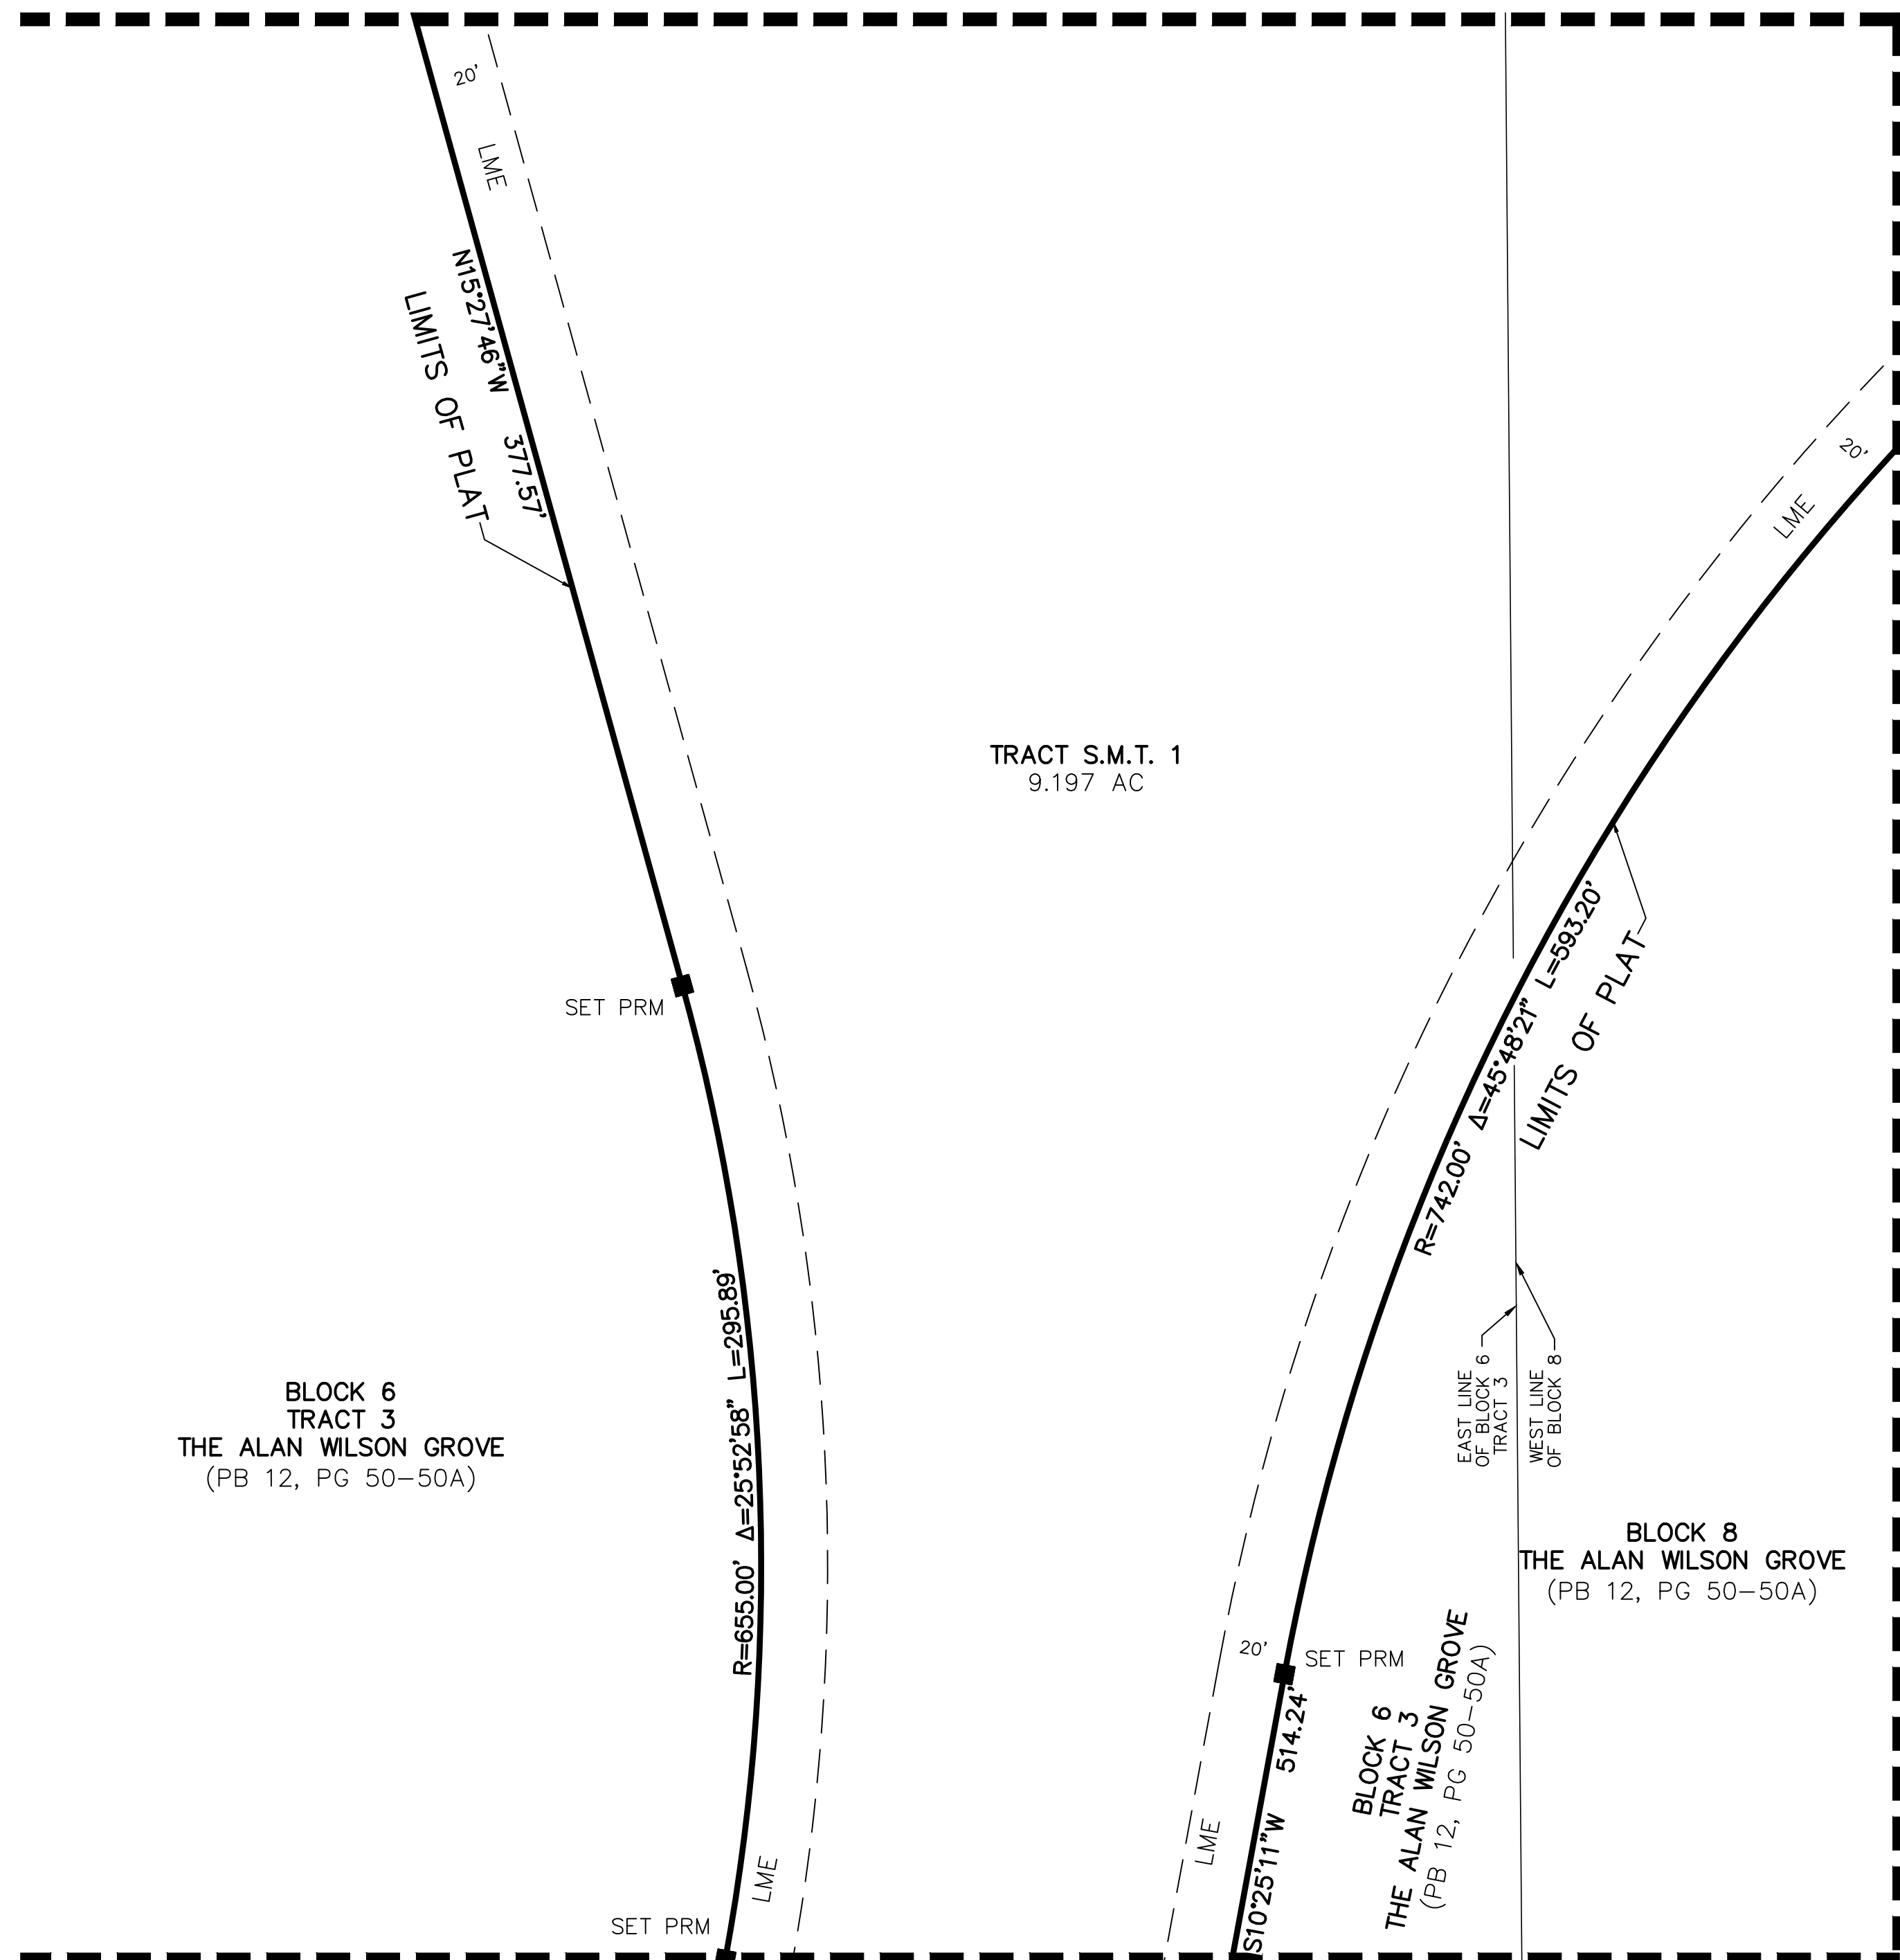 20'
LME
N15°27'46"W 377.57'
LIMITS OF PLAT
20'
LME
TRACT S.M.T. 1
9.197 AC
SET PRM
R=742.00' Δ=45°48'21" L=593.20'
LIMITS OF PLAT
R=655.00' Δ=25°52'58" L=295.89'
BLOCK 6
TRACT 3
THE ALAN WILSON GROVE
(PB 12, PG 50-50A)
EAST LINE
OF BLOCK 6
TRACT 3
WEST LINE
OF BLOCK 8
BLOCK 8
THE ALAN WILSON GROVE
(PB 12, PG 50-50A)
20'
SET PRM
S10°25'11"W 514.24'
BLOCK 6
TRACT 3
THE ALAN WILSON GROVE
(PB 12, PG 50-50A)
LME
LME
SET PRM